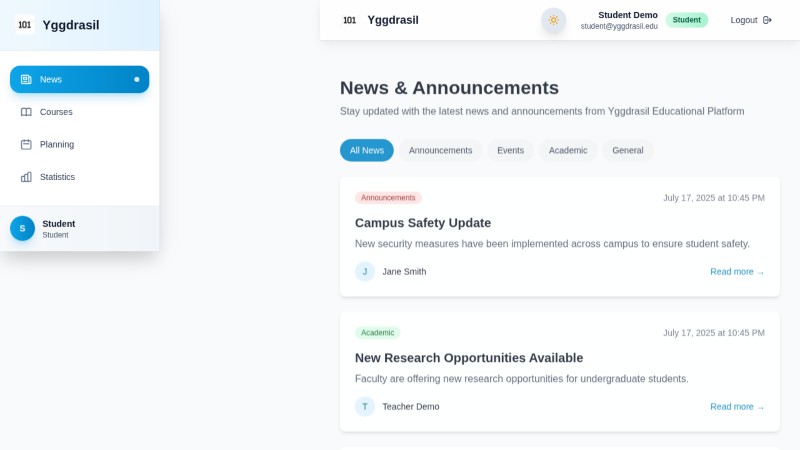 101 Yggdrasil
News
Courses
Planning
Statistics
S
Student
Student
101 Yggdrasil
Student Demo
student@yggdrasil.edu
Student
Logout
News & Announcements
Stay updated with the latest news and announcements from Yggdrasil Educational Platform
All News Announcements Events Academic General
Announcements July 17, 2025 at 10:45 PM
Campus Safety Update
New security measures have been implemented across campus to ensure student safety.
J Jane Smith Read more →
Academic July 17, 2025 at 10:45 PM
New Research Opportunities Available
Faculty are offering new research opportunities for undergraduate students.
T Teacher Demo Read more →